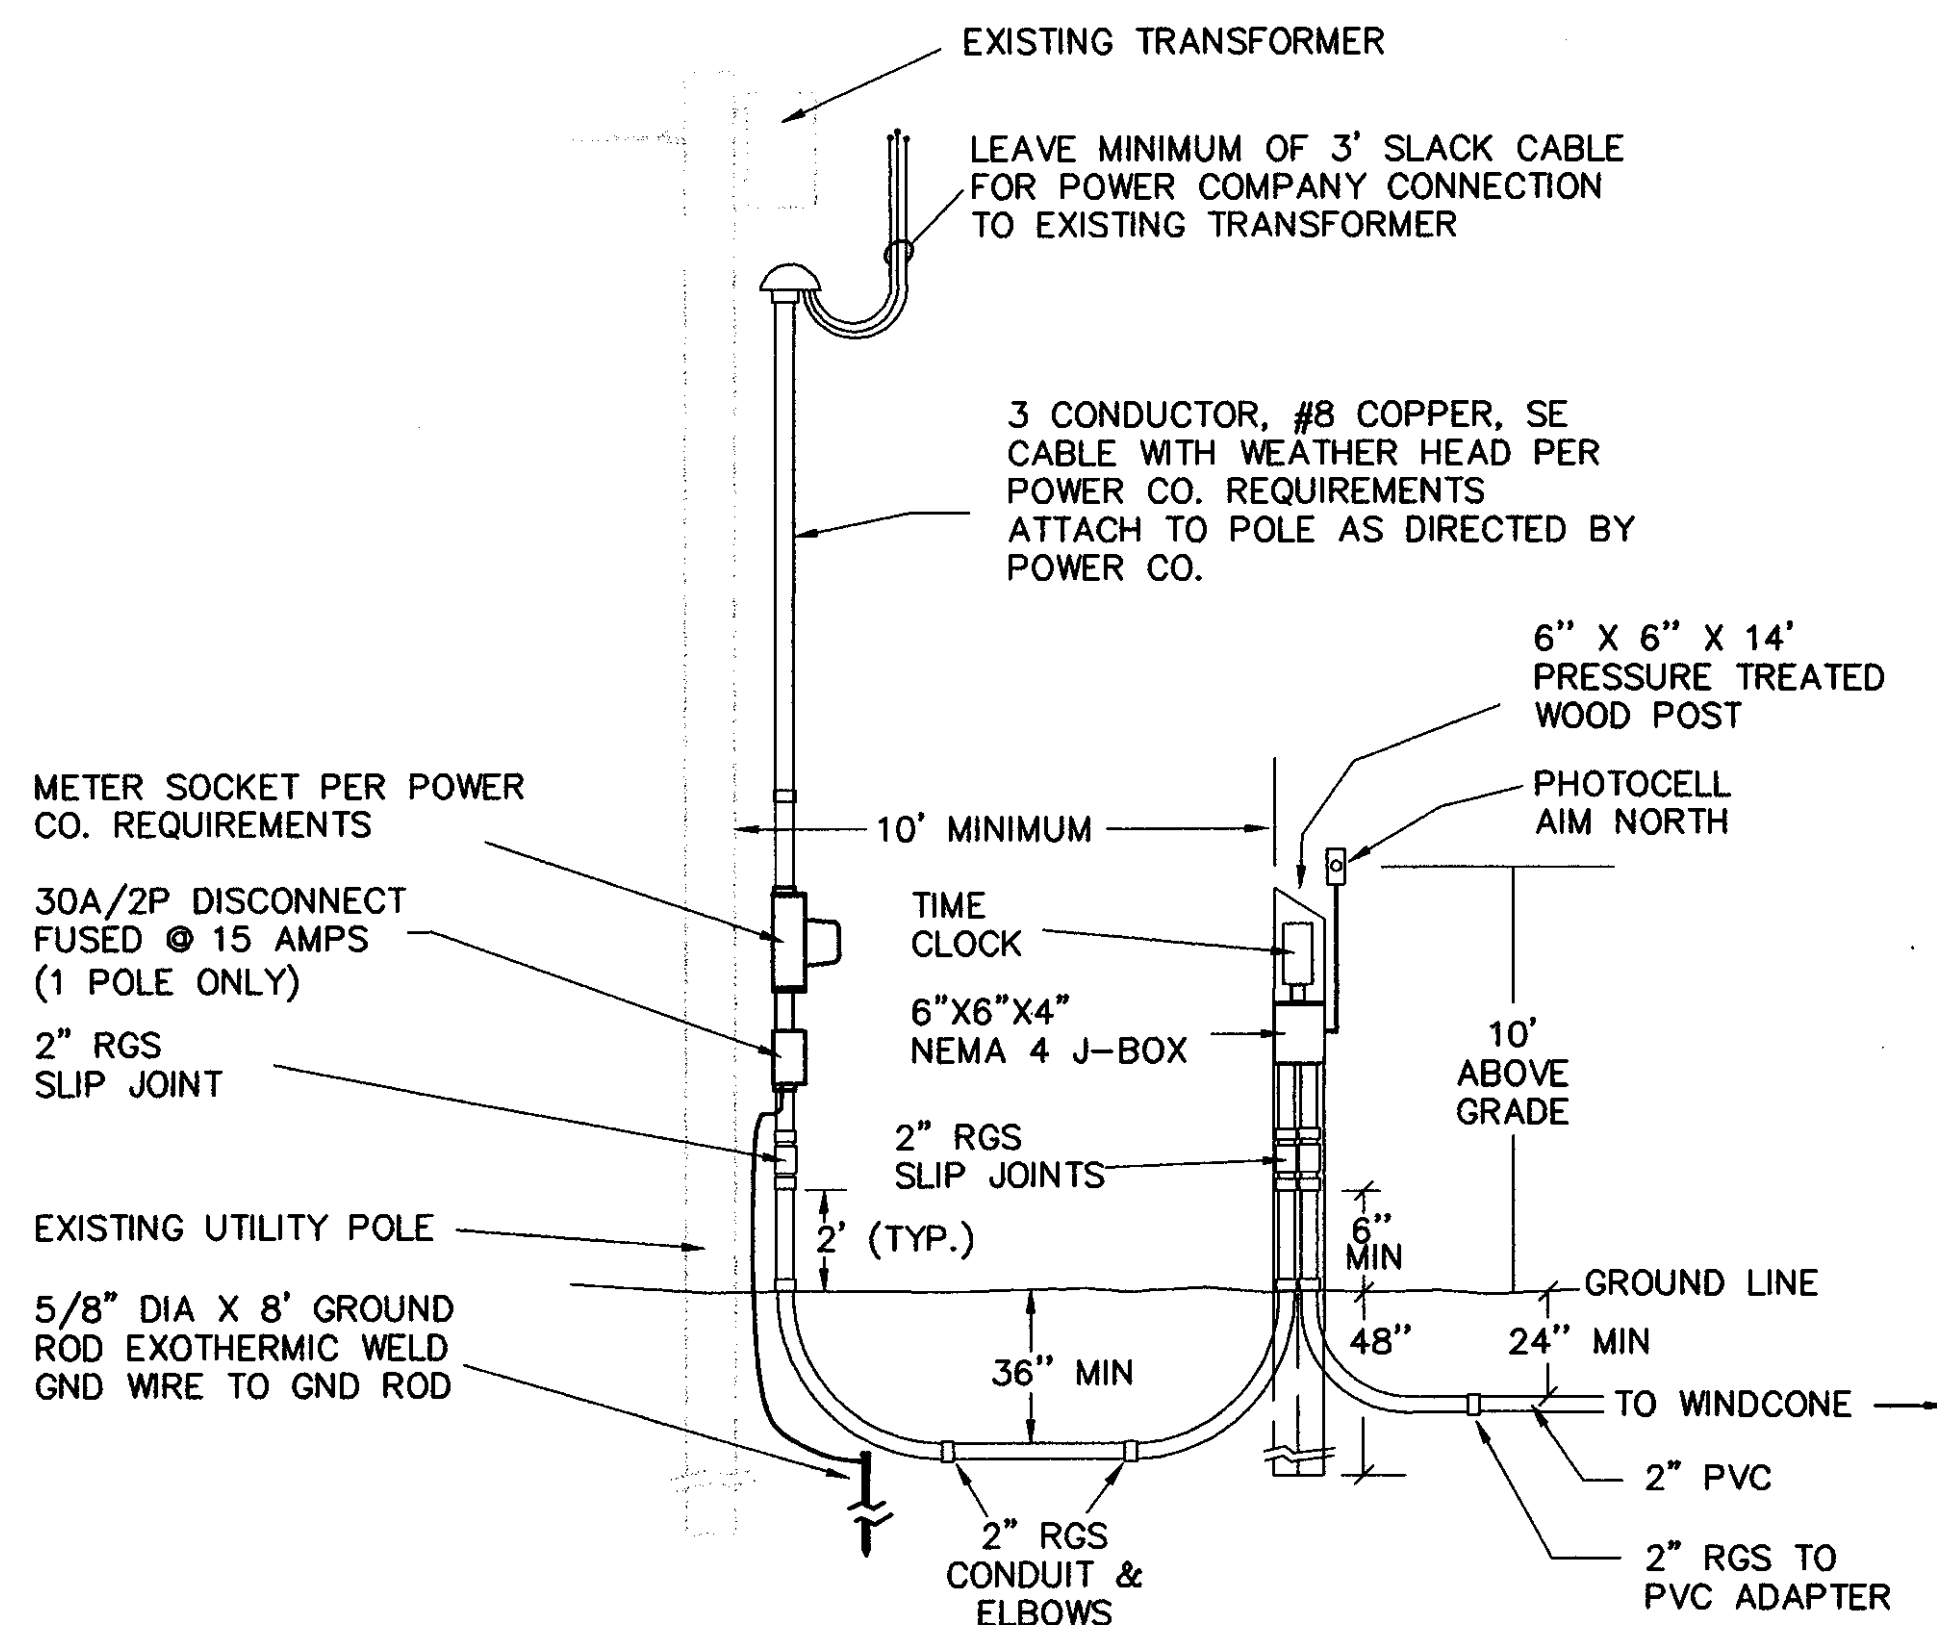 EXISTING TRANSFORMER
LEAVE MINIMUM OF 3' SLACK CABLE
FOR POWER COMPANY CONNECTION
TO EXISTING TRANSFORMER
3 CONDUCTOR, #8 COPPER, SE
CABLE WITH WEATHER HEAD PER
POWER CO. REQUIREMENTS
ATTACH TO POLE AS DIRECTED BY
POWER CO.
6" X 6" X 14'
PRESSURE TREATED
WOOD POST
PHOTOCELL
AIM NORTH
METER SOCKET PER POWER
CO. REQUIREMENTS
10' MINIMUM
30A/2P DISCONNECT
FUSED @ 15 AMPS
(1 POLE ONLY)
TIME
CLOCK
6"X6"X4"
NEMA 4 J-BOX
10'
ABOVE
GRADE
2" RGS
SLIP JOINT
2" RGS
SLIP JOINTS
EXISTING UTILITY POLE
2' (TYP.)
6"
MIN
GROUND LINE
5/8" DIA X 8' GROUND
ROD EXOTHERMIC WELD
GND WIRE TO GND ROD
36" MIN
48"
24" MIN
TO WINDCONE
2" PVC
2" RGS
CONDUIT &
ELBOWS
2" RGS TO
PVC ADAPTER